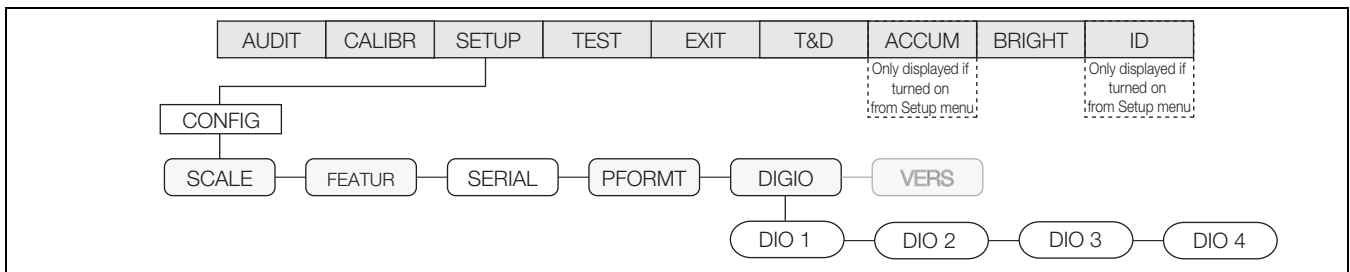 AUDIT CALIBR SETUP TEST EXIT T&D ACCUM BRIGHT ID
Only displayed if turned on from Setup menu
Only displayed if turned on from Setup menu
CONFIG
SCALE FEATUR SERIAL PFORMT DIGIO VERS
DIO 1 DIO 2 DIO 3 DIO 4